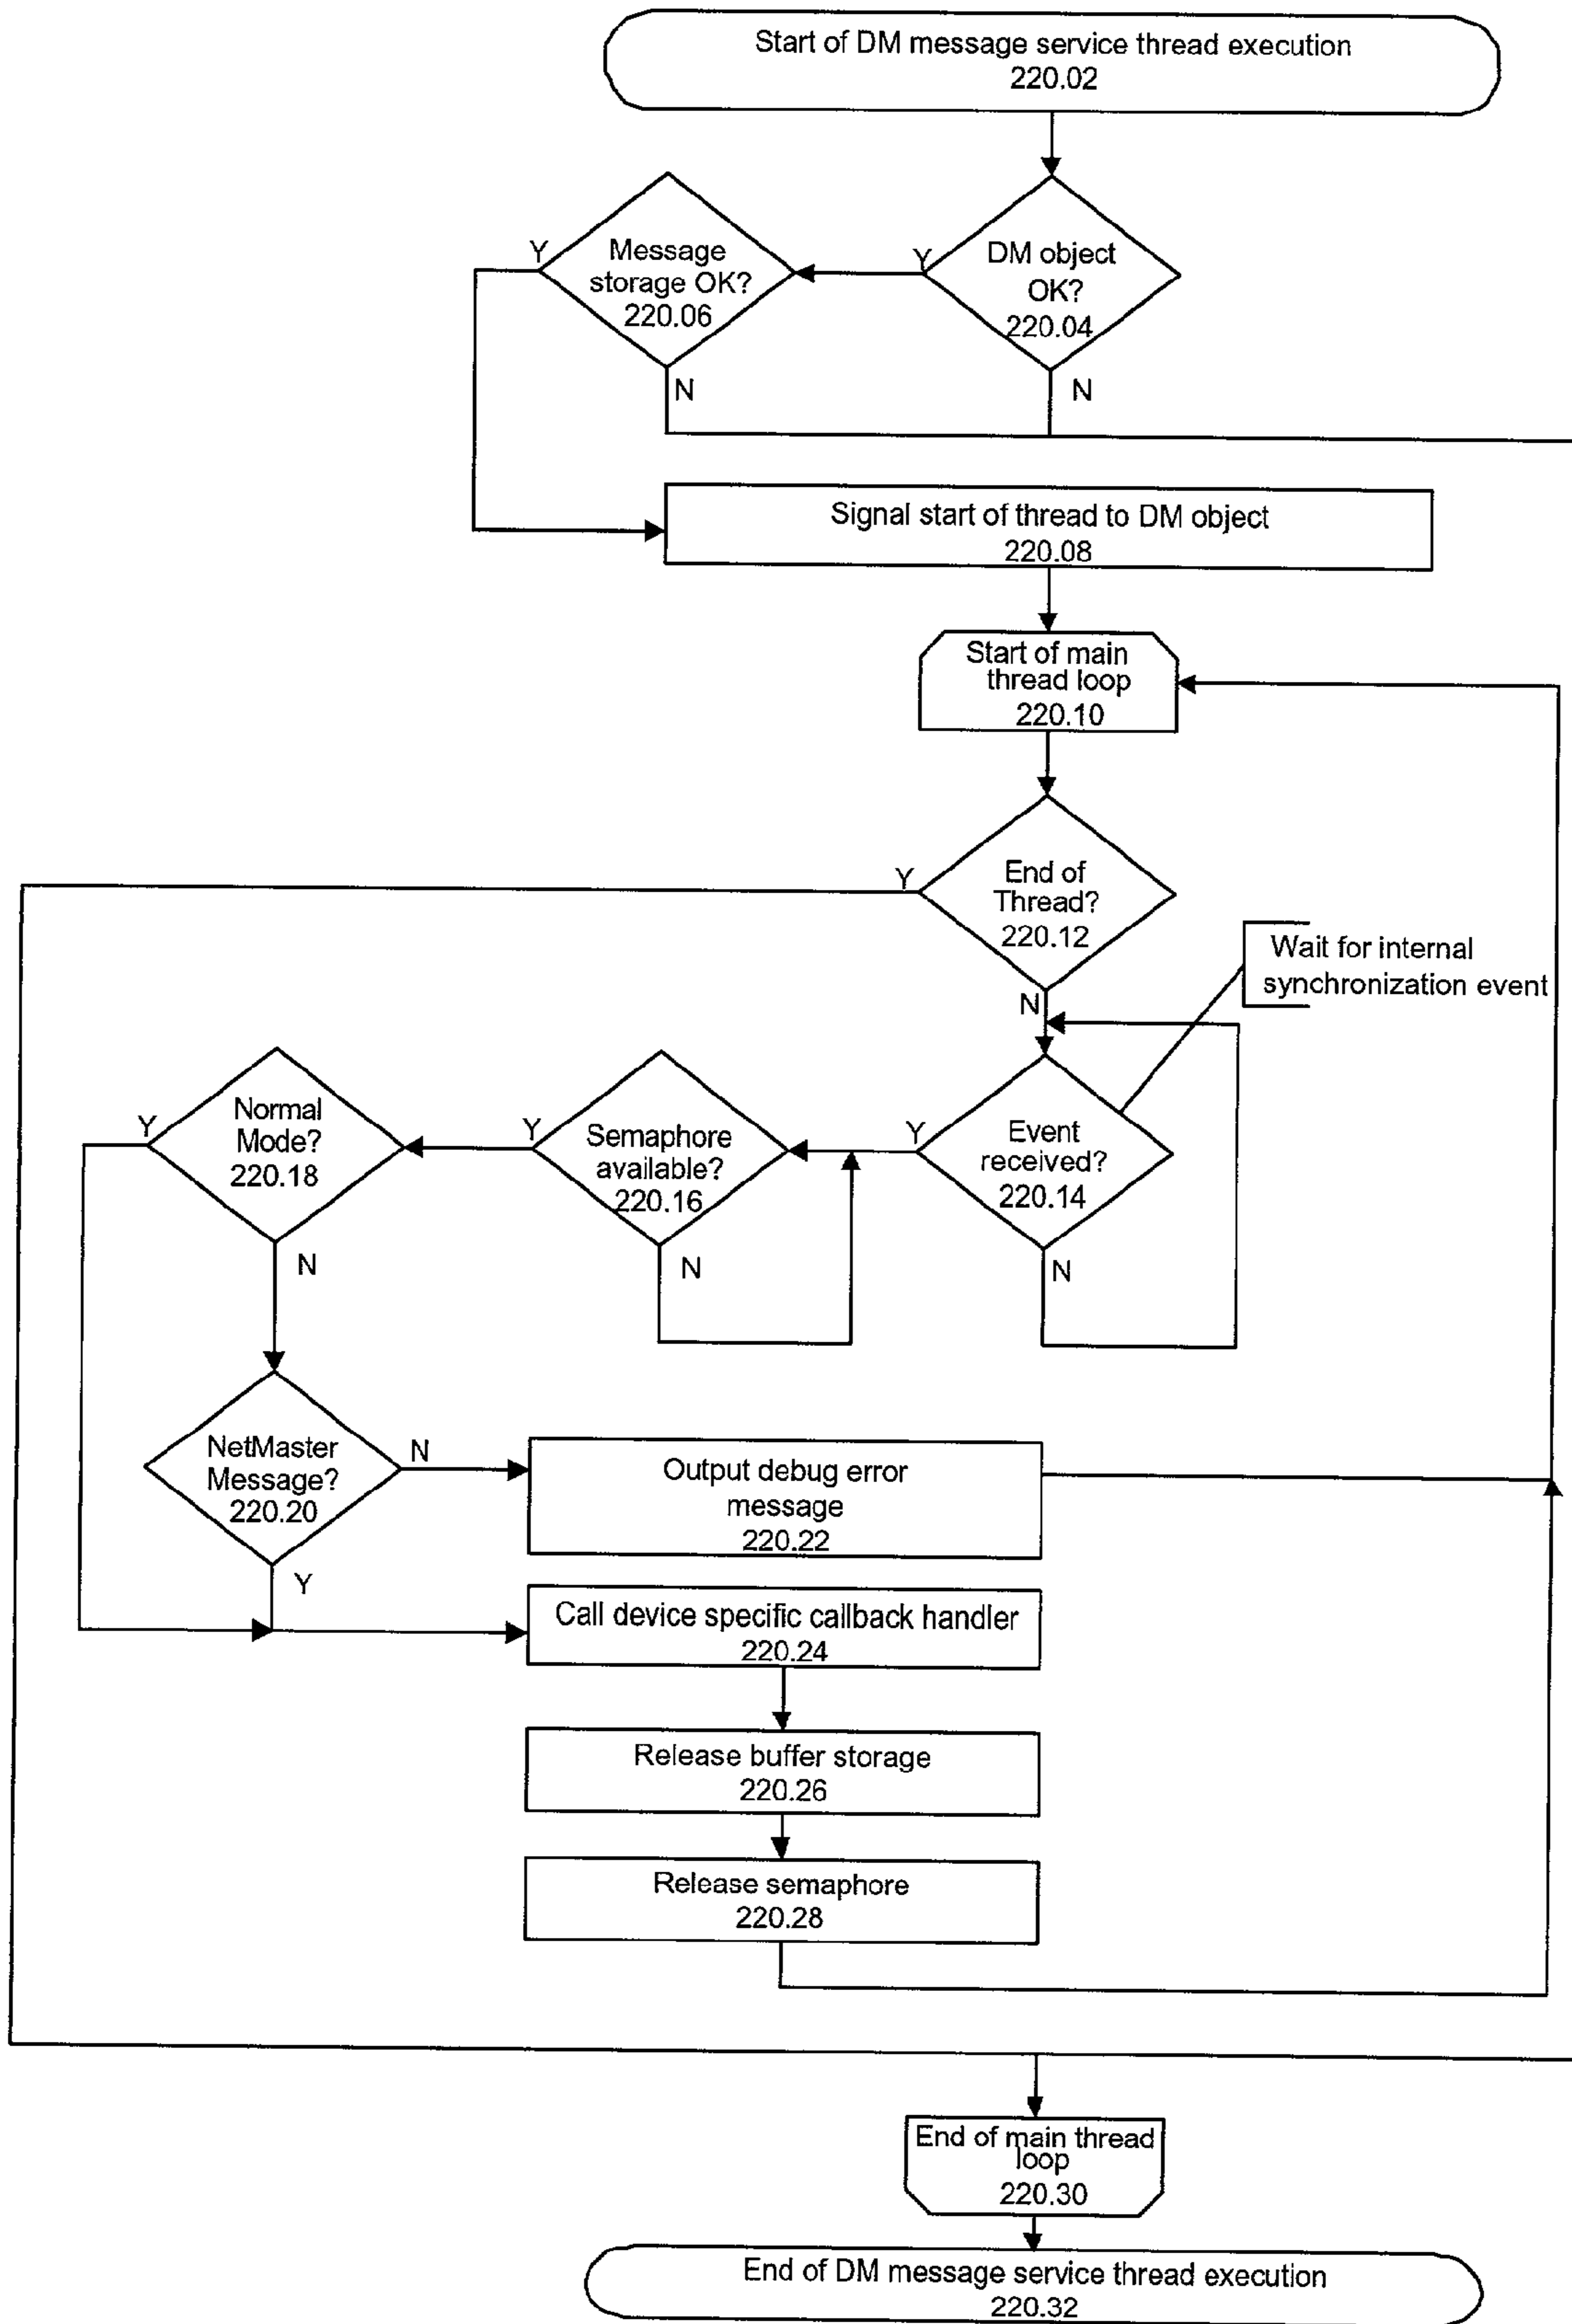 Start of DM message service thread execution
220.02
Y
Message
storage OK?
220.06
N
Y
DM object
OK?
220.04
N
Signal start of thread to DM object
220.08
Start of main
thread loop
220.10
Y
End of
Thread?
220.12
N
Wait for internal
synchronization event
Y
Normal
Mode?
220.18
N
Y
Semaphore
available?
220.16
N
Y
Event
received?
220.14
N
NetMaster
Message?
220.20
N
Y
Output debug error
message
220.22
Call device specific callback handler
220.24
Release buffer storage
220.26
Release semaphore
220.28
End of main thread
loop
220.30
End of DM message service thread execution
220.32